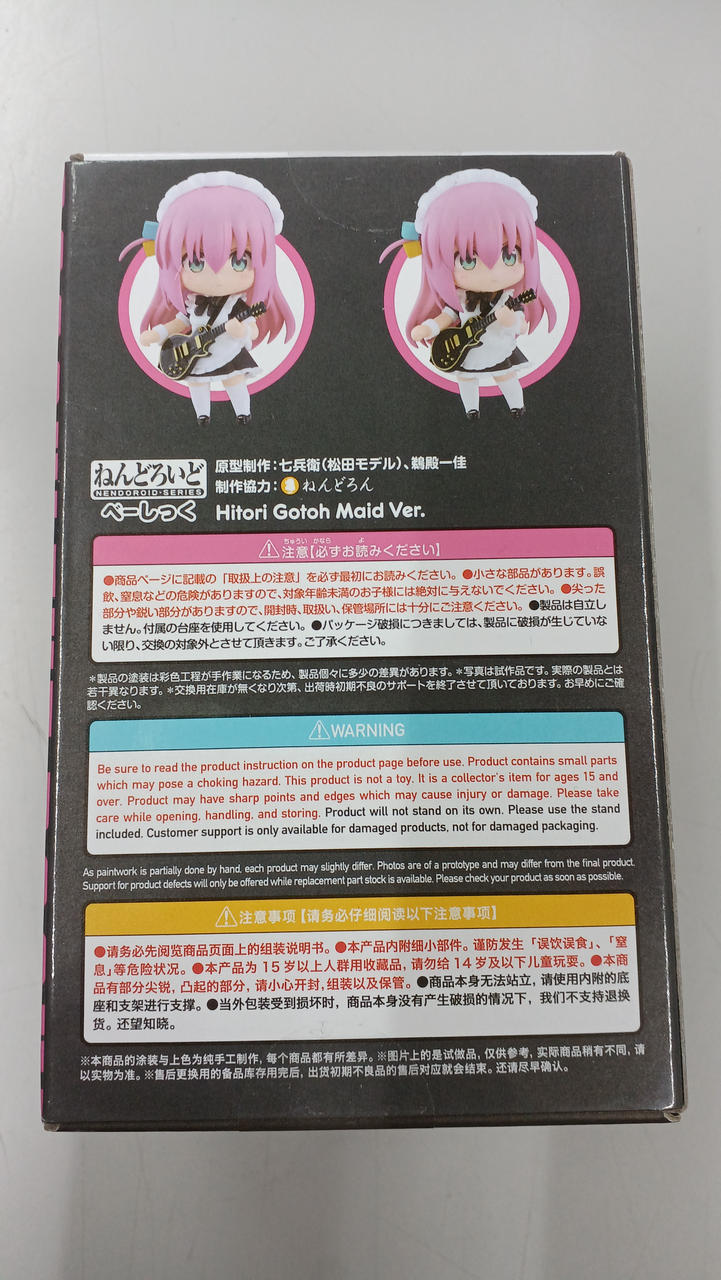 ねんどろいど
NENDOROID·SERIES
べーしっく
原型制作：七兵衛（松田モデル）、鵜殿一佳
制作協力： ねんどろん
Hitori Gotoh Maid Ver.
ちゅうい かなら よ
注意【必ずお読みください】
●商品ページに記載の「取扱上の注意」を必ず最初にお読みください。●小さな部品があります。誤
飲、窒息などの危険がありますので、対象年齢未満のお子様には絶対に与えないでください。●尖った
部分や鋭い部分がありますので、開封時、取扱い、保管場所には十分にご注意ください。●製品は自立し
ません。付属の台座を使用してください。●パッケージ破損につきましては、製品に破損が生じていな
い限り、交換の対象外とさせて頂きます。ご了承ください。
＊製品の塗装は彩色工程が手作業になるため、製品個々に多少の差異があります。＊写真は試作品です。実際の製品とは
若干異なります。＊交換用在庫が無くなり次第、出荷時初期不良のサポートを終了させて頂いております。お早めにご確
認ください。
WARNING
Be sure to read the product instruction on the product page before use. Product contains small parts
which may pose a choking hazard. This product is not a toy. It is a collector's item for ages 15 and
over. Product may have sharp points and edges which may cause injury or damage. Please take
care while opening, handling, and storing. Product will not stand on its own. Please use the stand
included. Customer support is only available for damaged products, not for damaged packaging.
As paintwork is partially done by hand, each product may slightly differ. Photos are of a prototype and may differ from the final product.
Support for product defects will only be offered while replacement part stock is available. Please check your product as soon as possible.
注意事项【请务必仔细阅读以下注意事项】
●请务必先阅览商品页面上的组装说明书。●本产品内附细小部件。谨防发生「误饮误食」、「窒
息」等危险状况。●本产品为 15 岁以上人群用收藏品，请勿给 14 岁及以下儿童玩耍。●本商
品有部分尖锐，凸起的部分，请小心开封，组装以及保管。●商品本身无法站立，请使用内附的底
座和支架进行支撑。●当外包装受到损坏时，商品本身没有产生破损的情况下，我们不支持退换
货。还望知晓。
※本商品的涂装与上色为纯手工制作，每个商品都有所差异。※图片上的是试做品，仅供参考，实际商品稍有不同，请
以实物为准。※售后更换用的备品库存用完后，出货初期不良品的售后对应就会结束。还请尽早确认。